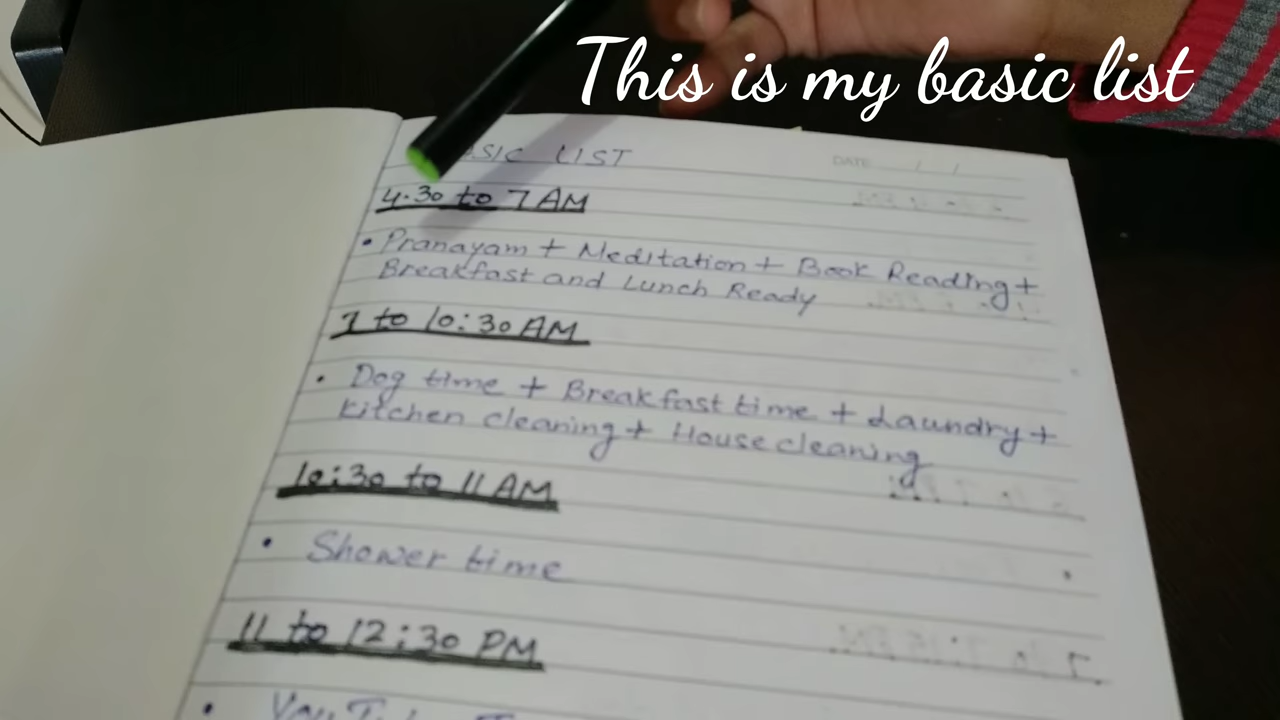 This is my basic list
LIST
DATE
4.30 to 7 AM
• Pranayam + Meditation + Book Reading +
Breakfast and Lunch Ready
7 to 10:30 AM
• Dog time + Breakfast time + Laundry +
Kitchen cleaning + House cleaning
10:30 to 11 AM
• Shower time
11 to 12:30 PM